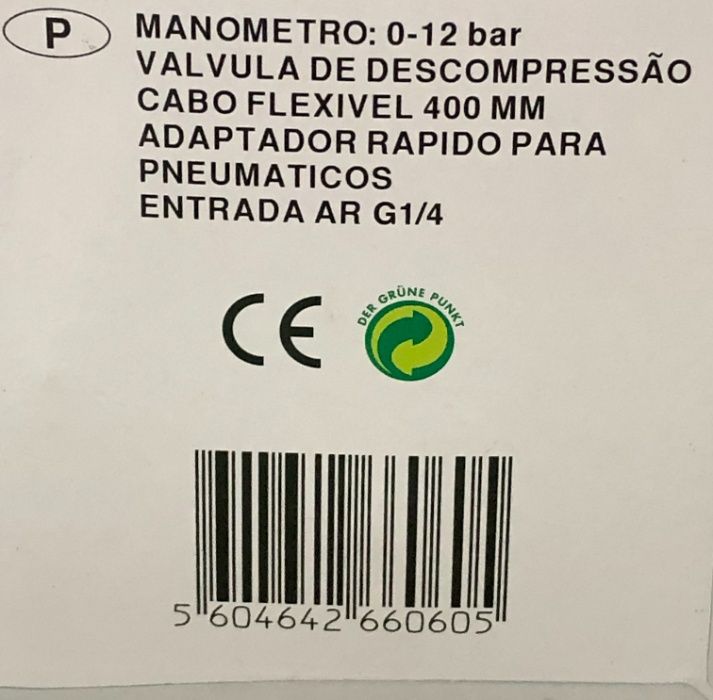 P
MANOMETRO: 0-12 bar
VALVULA DE DESCOMPRESSÃO
CABO FLEXIVEL 400 MM
ADAPTADOR RAPIDO PARA
PNEUMATICOS
ENTRADA AR G1/4
CE
DER GRÜNE PUNKT
5 604642 660605